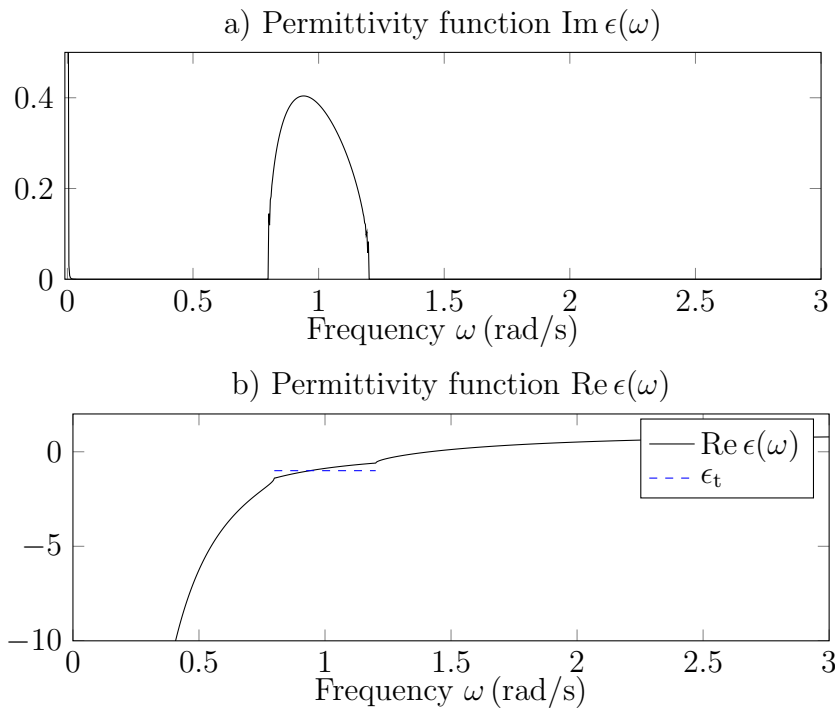 a) Permittivity function Im ϵ(ω)
0.4
0.2
0
0 0.5 1 1.5 2 2.5 3
Frequency ω (rad/s)
b) Permittivity function Re ϵ(ω)
0
−5
−10
Re ϵ(ω)
ϵt
0 0.5 1 1.5 2 2.5 3
Frequency ω (rad/s)